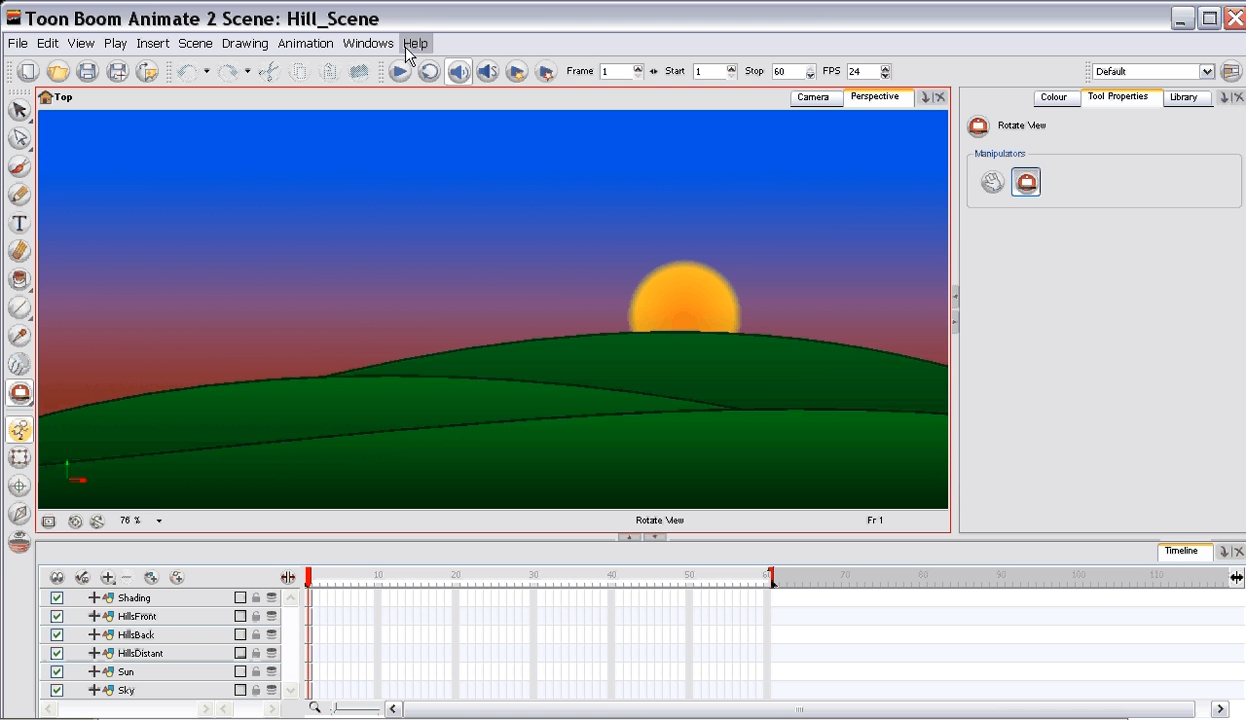 Toon Boom Animate 2 Scene: Hill_Scene
File Edit View Play Insert Scene Drawing Animation Windows Help
Frame 1 Start 1 Stop 60 FPS 24 Default
Top Camera Perspective
Colour Tool Properties Library
Rotate View
Manipulators
T
76 % Rotate View Fr 1
Timeline
10 20 30 40 50 60 70 80 90 100 110
Shading
HillsFront
HillsBack
HillsDistant
Sun
Sky